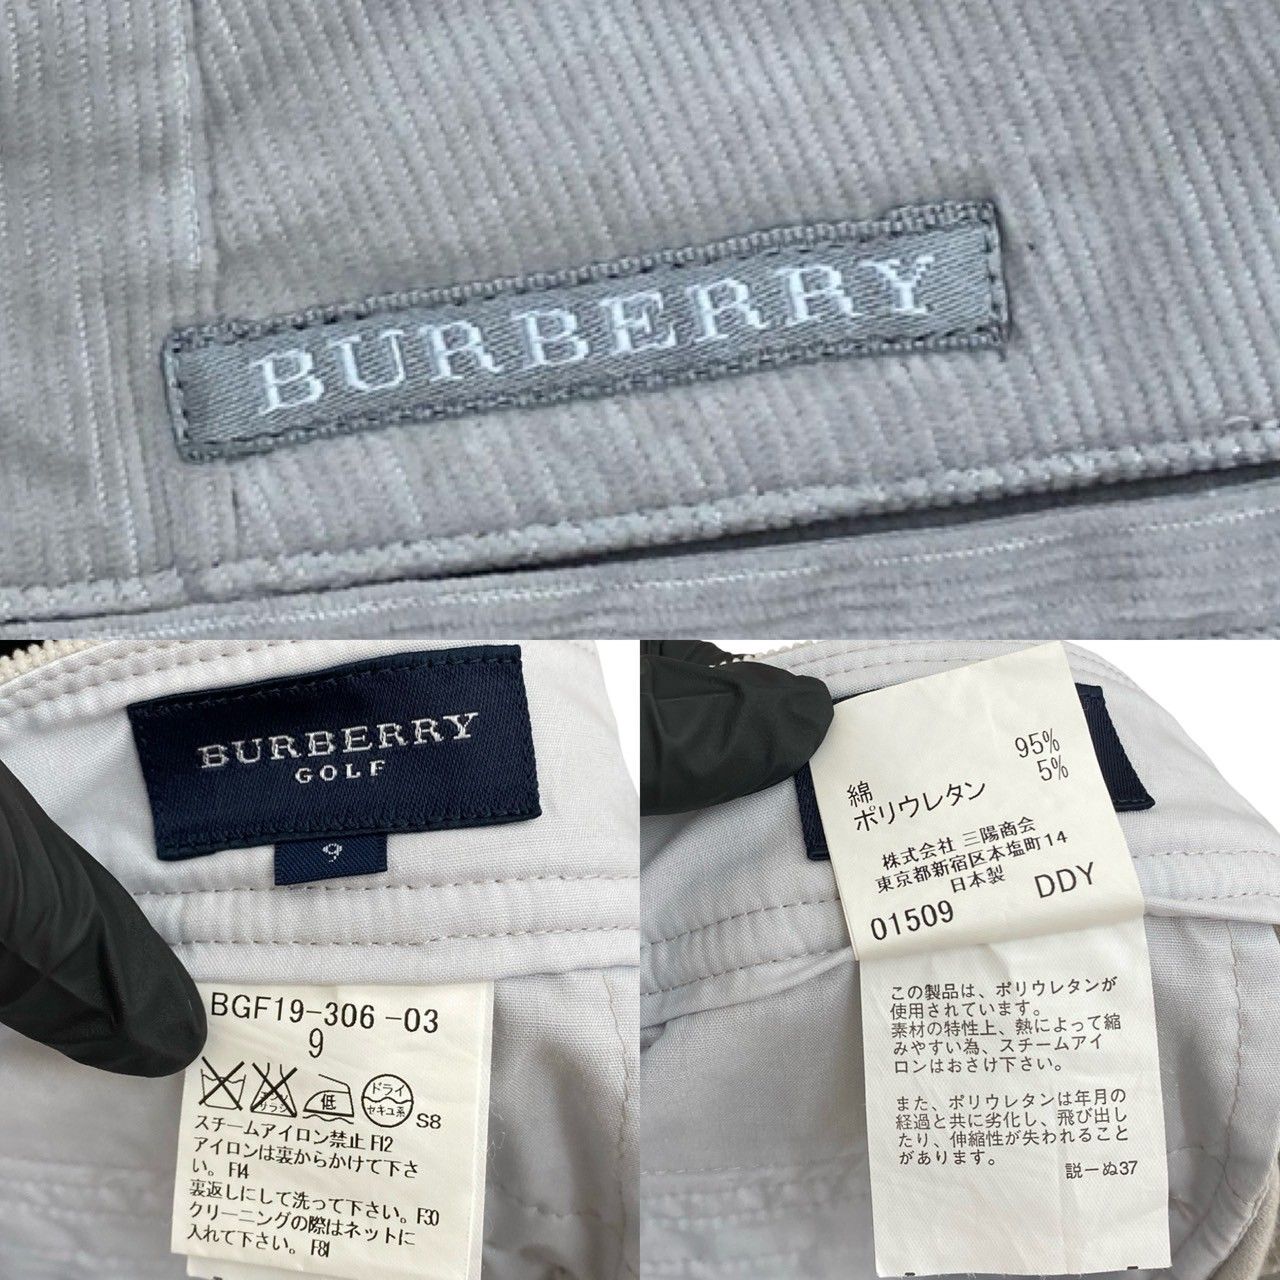 BURBERRY
BURBERRY
GOLF
9
BGF19-306-03
9
エンソサラシ
低
ドライ
セキユ系
S8
スチームアイロン禁止 F12
アイロンは裏からかけて下さ
い。 F14
裏返しにして洗って下さい。F30
クリーニングの際はネットに
入れて下さい。 F81
綿 95%
ポリウレタン 5%
株式会社 三陽商会
東京都新宿区本塩町14
日本製
01509 DDY
この製品は、ポリウレタンが
使用されています。
素材の特性上、熱によって縮
みやすい為、スチームアイ
ロンはおさけ下さい。
また、ポリウレタンは年月の
経過と共に劣化し、飛び出し
たり、伸縮性が失われること
があります。
説ーぬ37